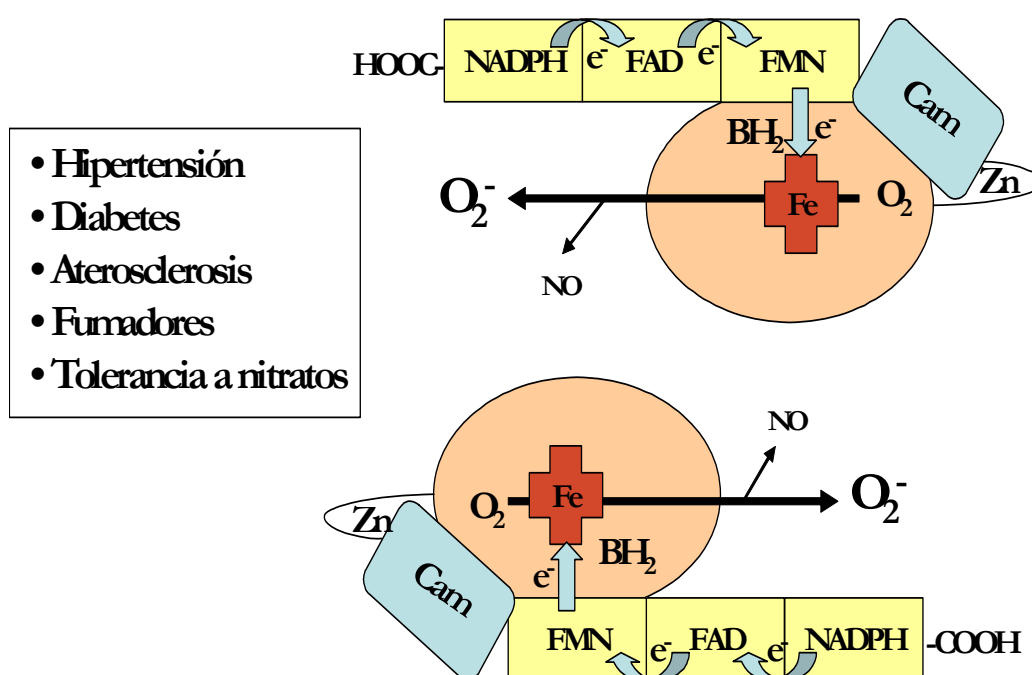 HOOC- NADPH e⁻ FAD e⁻ FMN
Cam
BH₂ e⁻
Zn
O₂⁻ Fe O₂
NO
• Hipertensión
• Diabetes
• Aterosclerosis
• Fumadores
• Tolerancia a nitratos
NO
O₂ Fe O₂⁻
Zn
BH₂
e⁻
Cam
FMN e⁻ FAD e⁻ NADPH -COOH